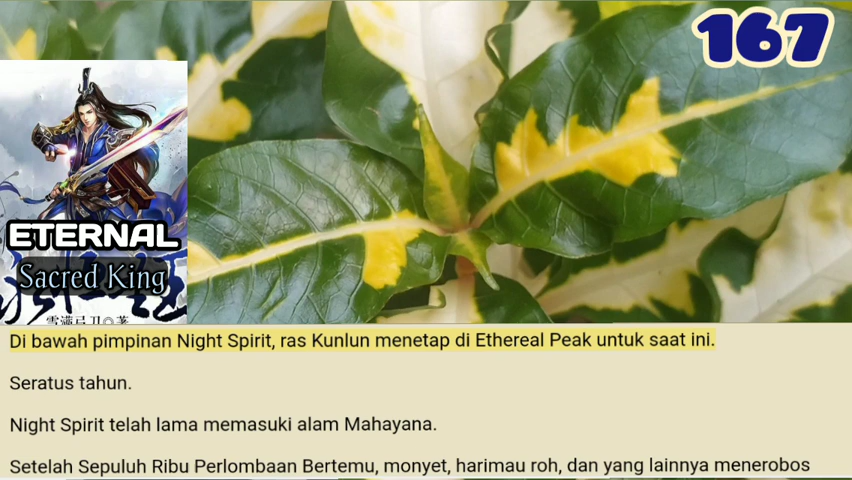 167
ETERNAL
Sacred King
Di bawah pimpinan Night Spirit, ras Kunlun menetap di Ethereal Peak untuk saat ini.
Seratus tahun.
Night Spirit telah lama memasuki alam Mahayana.
Setelah Sepuluh Ribu Perlombaan Bertemu, monyet, harimau roh, dan yang lainnya menerobos